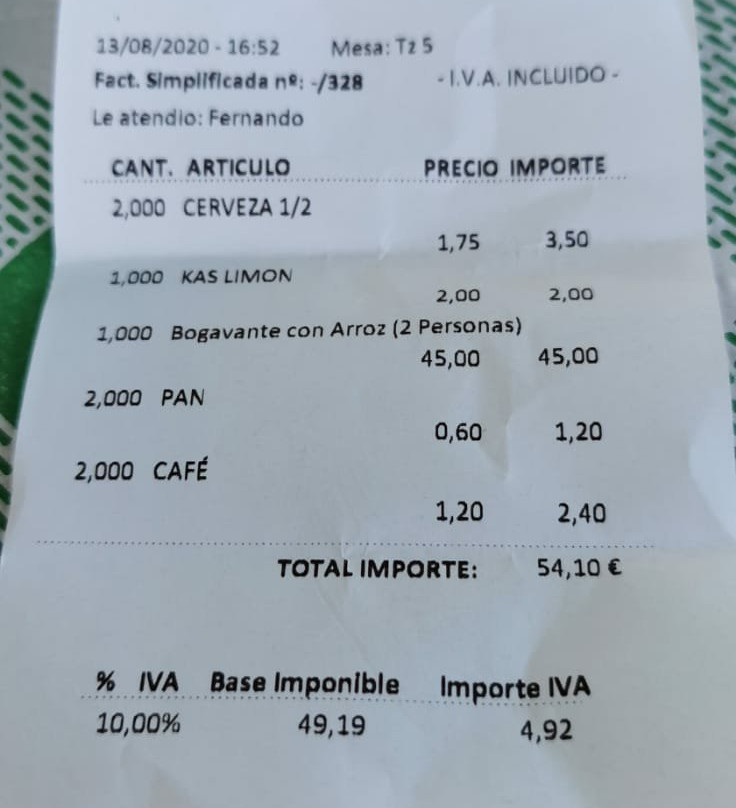 13/08/2020 - 16:52 Mesa: Tz 5
Fact. Simplificada nº: -/328 - I.V.A. INCLUIDO -
Le atendio: Fernando
CANT. ARTICULO PRECIO IMPORTE
2,000 CERVEZA 1/2
1,75 3,50
1,000 KAS LIMON
2,00 2,00
1,000 Bogavante con Arroz (2 Personas)
45,00 45,00
2,000 PAN
0,60 1,20
2,000 CAFÉ
1,20 2,40
TOTAL IMPORTE: 54,10 €
% IVA Base Imponible Importe IVA
10,00% 49,19 4,92